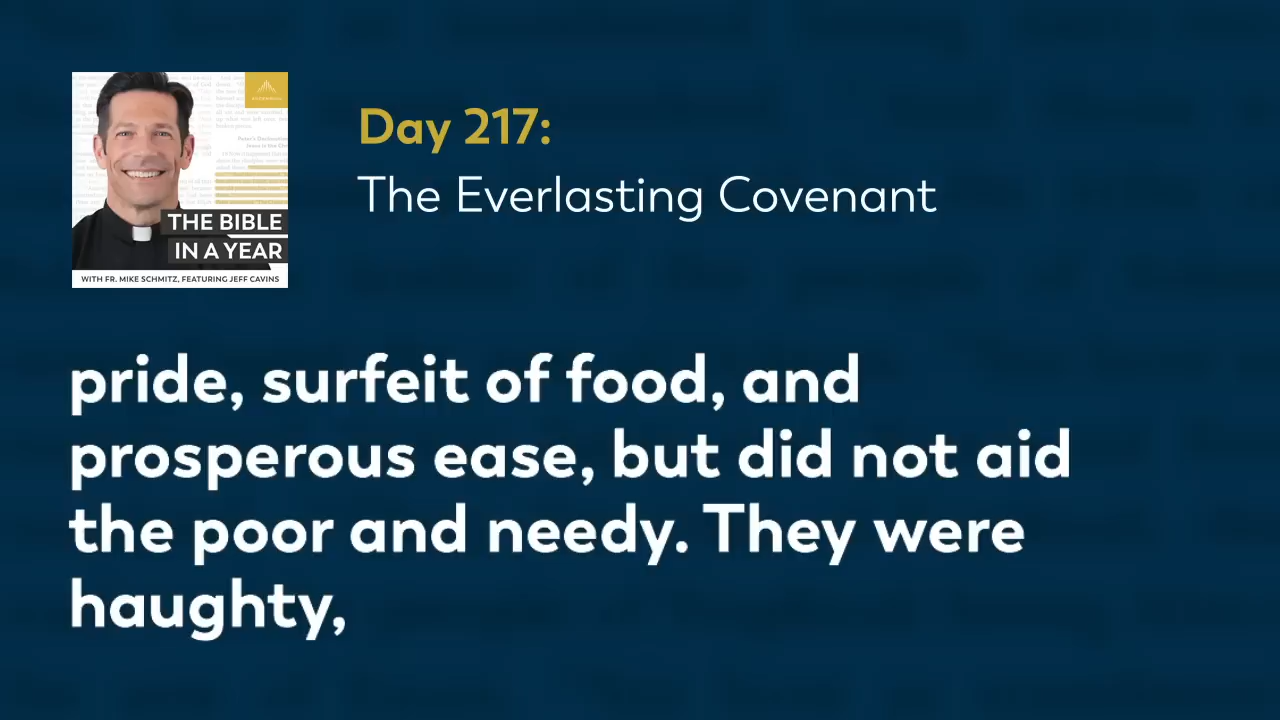 Day 217:
The Everlasting Covenant
THE BIBLE
IN A YEAR
WITH FR. MIKE SCHMITZ, FEATURING JEFF CAVINS
pride, surfeit of food, and
prosperous ease, but did not aid
the poor and needy. They were
haughty,